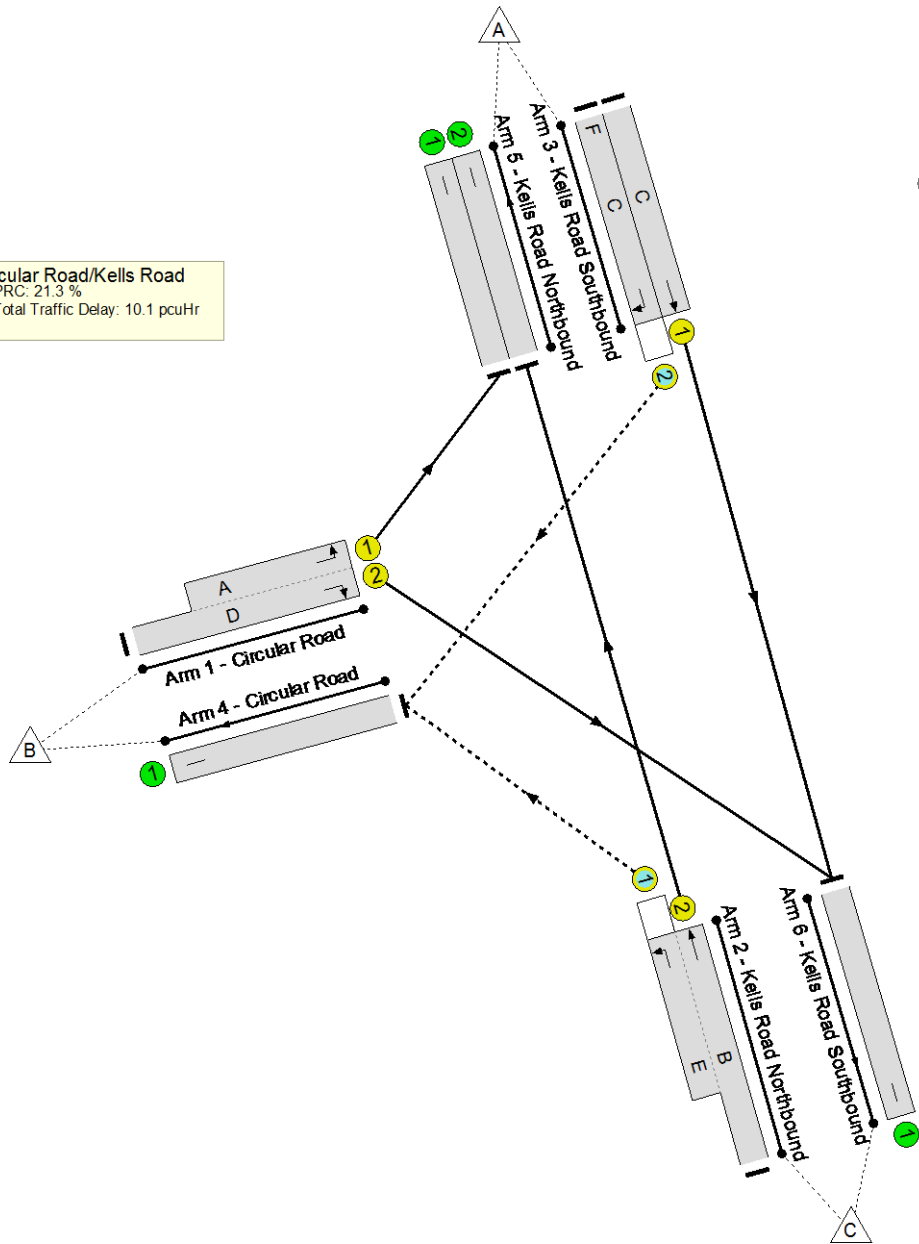 A
Arm 3 - Kells Road Southbound
Arm 5 - Kells Road Northbound
1
2
F
C
C
cular Road/Kells Road
PRC: 21.3 %
Total Traffic Delay: 10.1 pcuHr
1
2
1
2
A
D
Arm 1 - Circular Road
Arm 4 - Circular Road
B
1
1
2
Arm 2 - Kells Road Northbound
Arm 6 - Kells Road Southbound
B
E
1
C